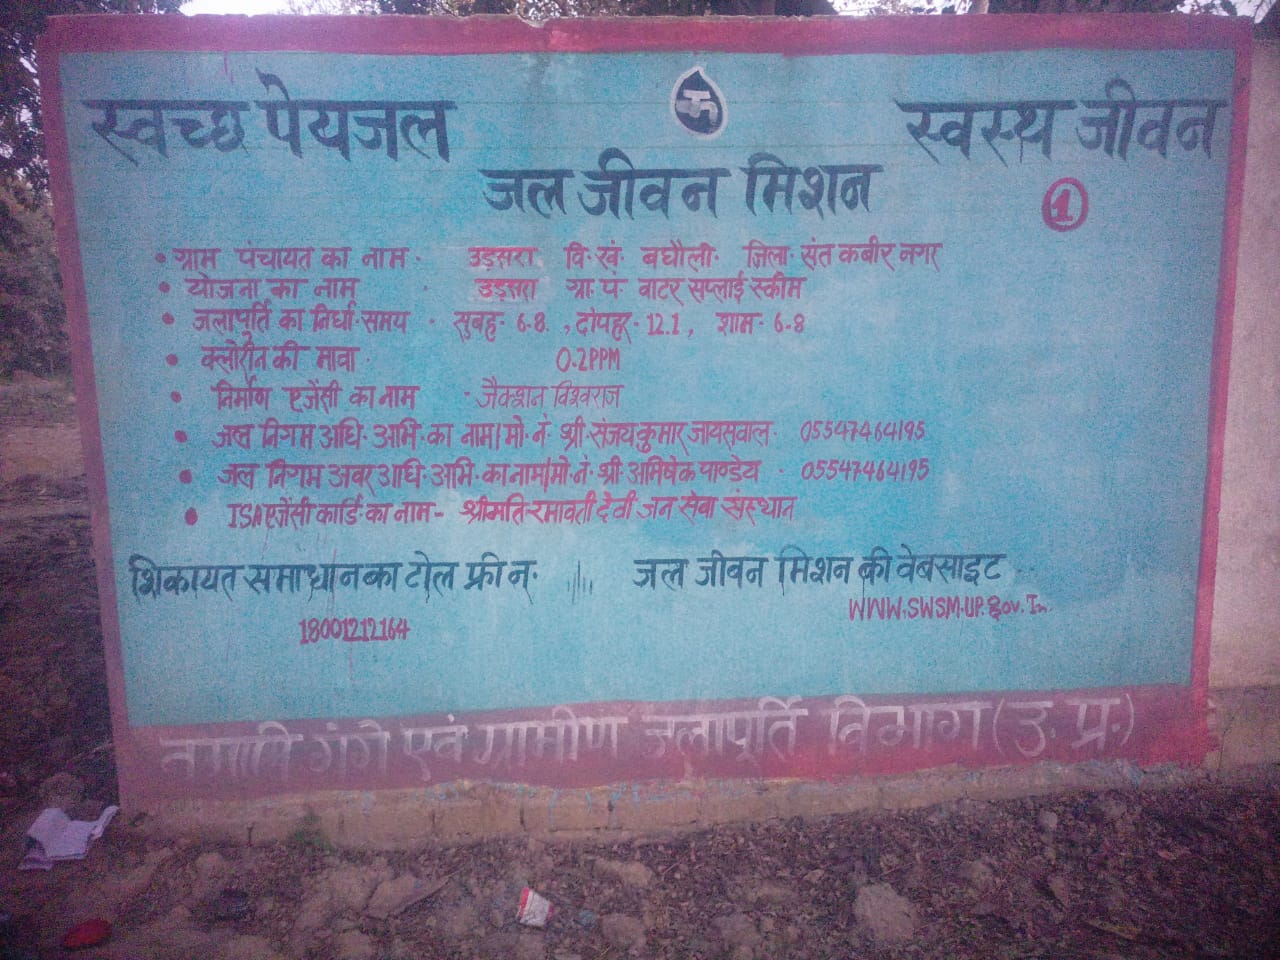 स्वच्छ पेयजल
स्वस्थ जीवन
जल जीवन मिशन
1
• ग्राम पंचायत का नाम · उड़सरा वि· खं· बघौली· जिला· संत कबीर नगर
• योजना का नाम · उड़सरा ग्रा· पं वाटर सप्लाई स्कीम
• जलापूर्ति का निर्धा· समय · सुबह· 6-8 , दोपहर· 12.1 , शाम· 6-8
• क्लोरीन की मात्रा · 0.2PPM
• निर्माण एजेंसी का नाम · जैक्शन विश्वराज
• जल निगम अधि· अभि· का नाम/मो· नं· श्री· संजय कुमार जायसवाल· 05547464195
• जल निगम अवर अधि· अभि· का नाम/मो· नं· श्री· अभिषेक पाण्डेय · 05547464195
• ISA एजेंसी कार्डि· का नाम - श्रीमति· रमावती देवी जन सेवा संस्थान
शिकायत समाधान का टोल फ्री न्·
18001212164
जल जीवन मिशन की वेबसाइट
WWW.SWSM-UP.gov.In.
नमामि गंगे एवं ग्रामीण जलापूर्ति विभाग (उ. प्र.)